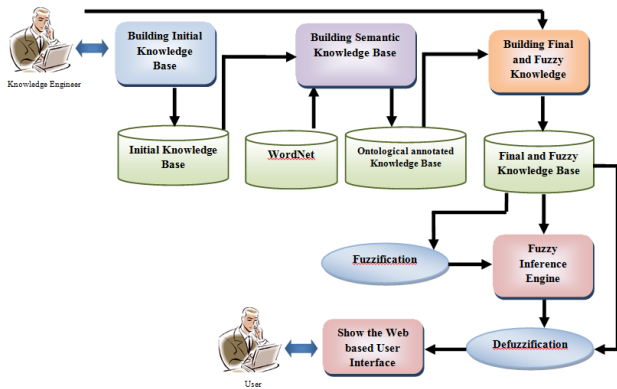 Building Initial
Knowledge
Base
Building Semantic
Knowledge Base
Building Final
and Fuzzy
Knowledge
Knowledge Engineer
Initial Knowledge
Base
WordNet
Ontological annotated
Knowledge Base
Final and Fuzzy
Knowledge Base
Fuzzification
Fuzzy
Inference
Engine
Show the Web
based User
Interface
Defuzzification
User